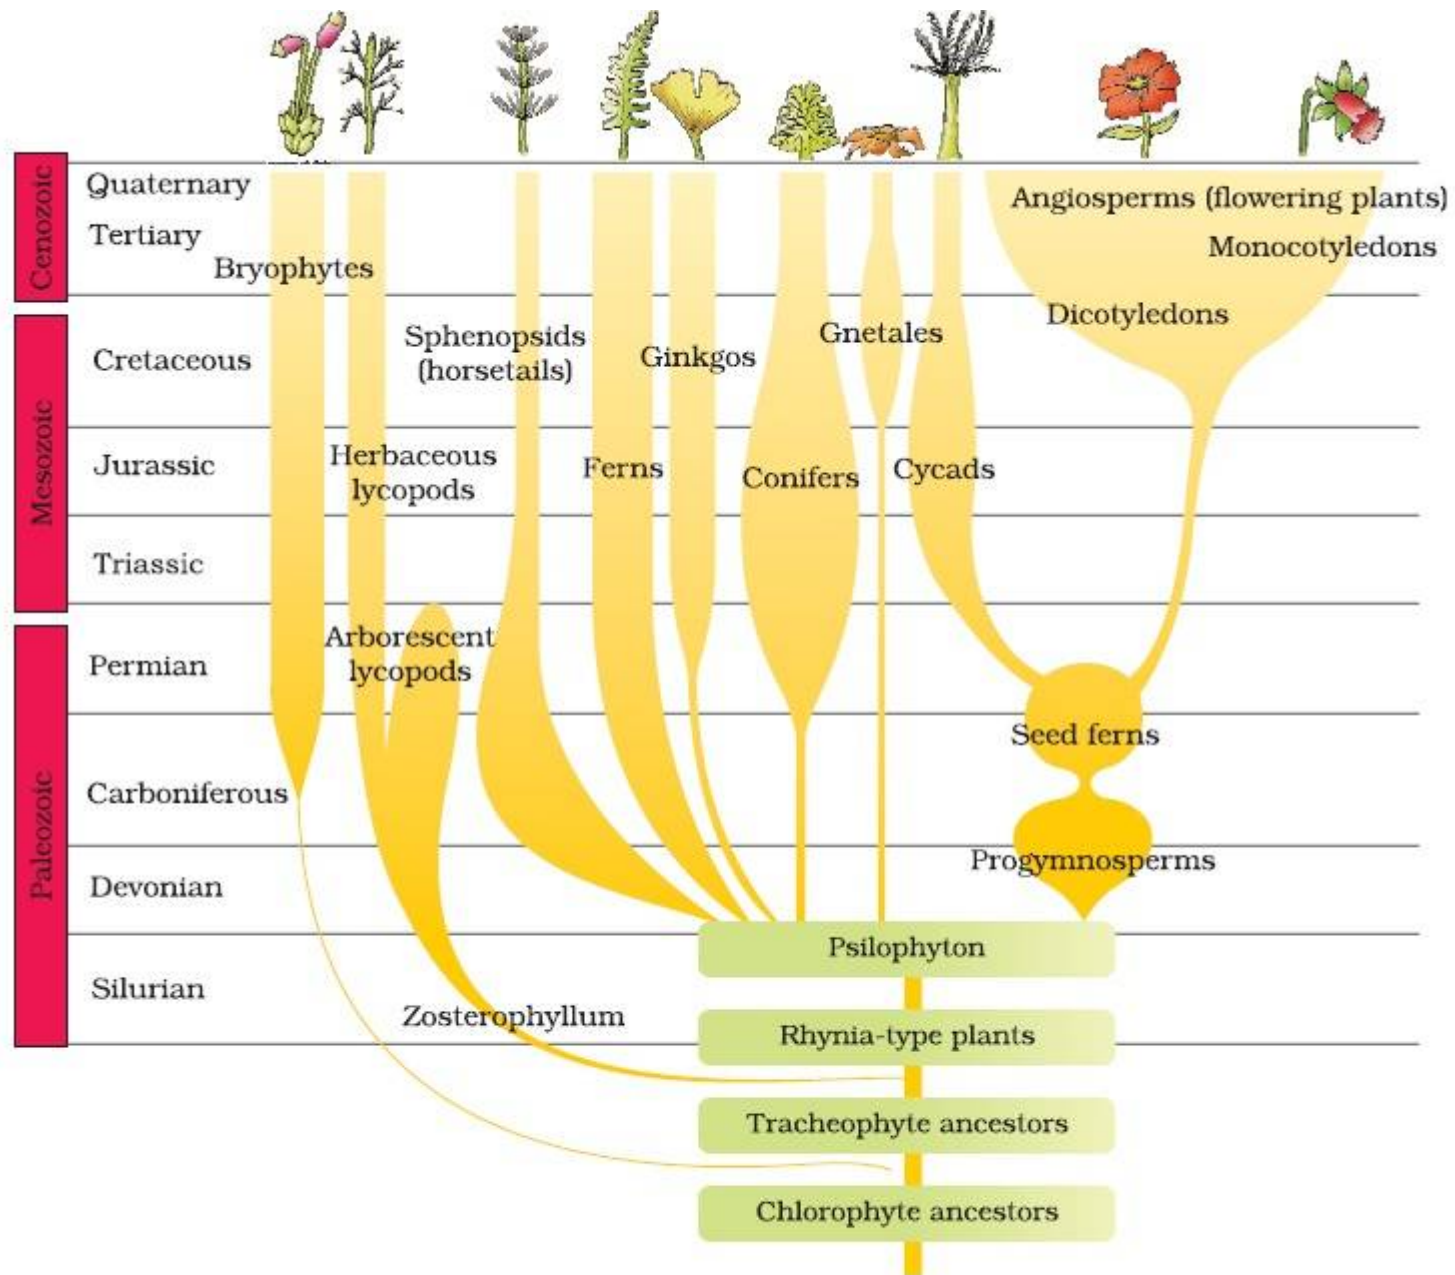 Cenozoic
Quaternary
Tertiary
Bryophytes
Angiosperms (flowering plants)
Monocotyledons
Dicotyledons
Mesozoic
Cretaceous
Sphenopsids
(horsetails)
Ginkgos
Gnetales
Jurassic
Herbaceous
lycopods
Ferns
Conifers
Cycads
Triassic
Paleozoic
Permian
Arborescent
lycopods
Seed ferns
Carboniferous
Progymnosperms
Devonian
Psilophyton
Silurian
Zosterophyllum
Rhynia-type plants
Tracheophyte ancestors
Chlorophyte ancestors